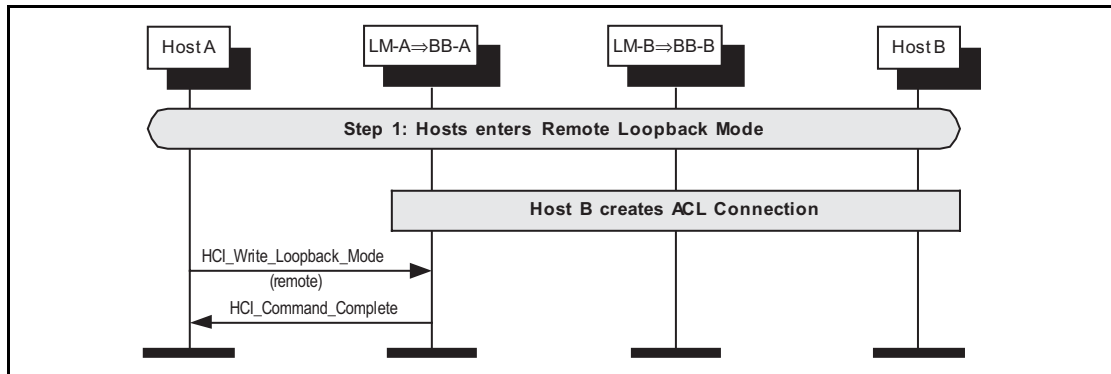 Host A
LM-A⇒BB-A
LM-B⇒BB-B
Host B
Step 1: Hosts enters Remote Loopback Mode
Host B creates ACL Connection
HCI_Write_Loopback_Mode
(remote)
HCI_Command_Complete